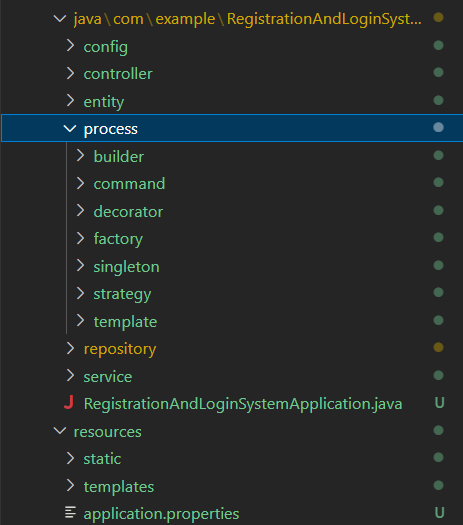 java\com\example\RegistrationAndLoginSyst...
config
controller
entity
process
builder
command
decorator
factory
singleton
strategy
template
repository
service
J RegistrationAndLoginSystemApplication.java U
resources
static
templates
application.properties U